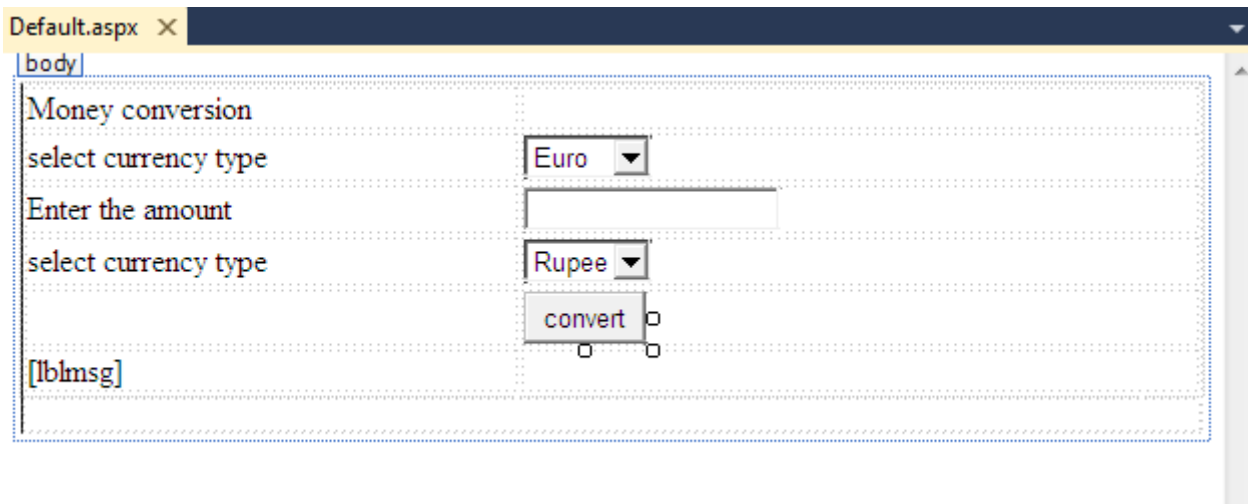 Default.aspx
body
Money conversion
select currency type Euro
Enter the amount
select currency type Rupee
convert
[lblmsg]